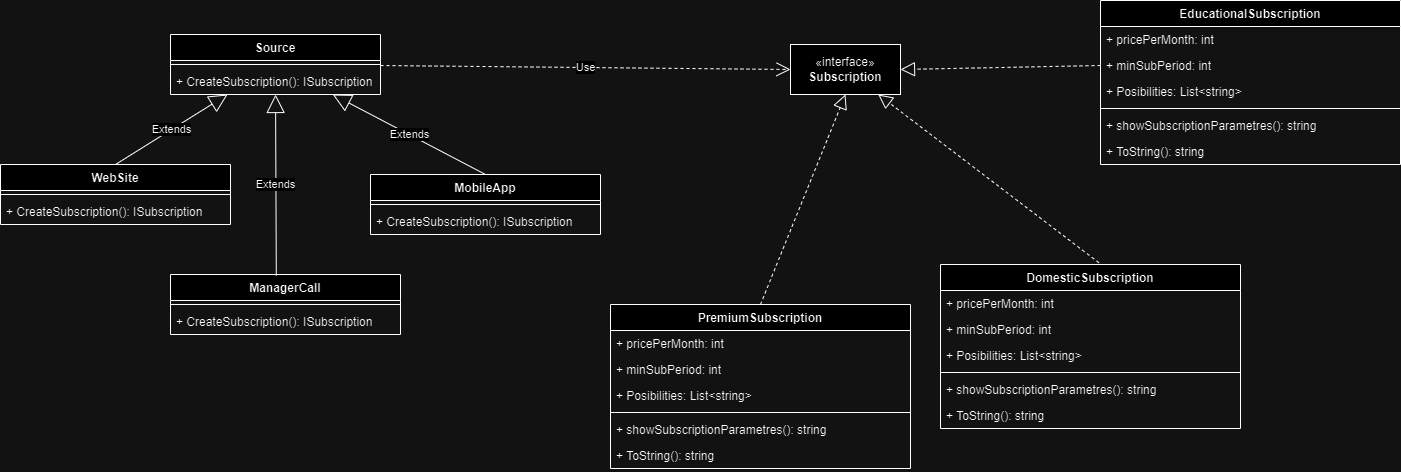 Source
+ CreateSubscription(): ISubscription
Use
«interface»
Subscription
EducationalSubscription
+ pricePerMonth: int
+ minSubPeriod: int
+ Posibilities: List<string>
+ showSubscriptionParametres(): string
+ ToString(): string
Extends
Extends
Extends
WebSite
+ CreateSubscription(): ISubscription
MobileApp
+ CreateSubscription(): ISubscription
ManagerCall
+ CreateSubscription(): ISubscription
PremiumSubscription
+ pricePerMonth: int
+ minSubPeriod: int
+ Posibilities: List<string>
+ showSubscriptionParametres(): string
+ ToString(): string
DomesticSubscription
+ pricePerMonth: int
+ minSubPeriod: int
+ Posibilities: List<string>
+ showSubscriptionParametres(): string
+ ToString(): string